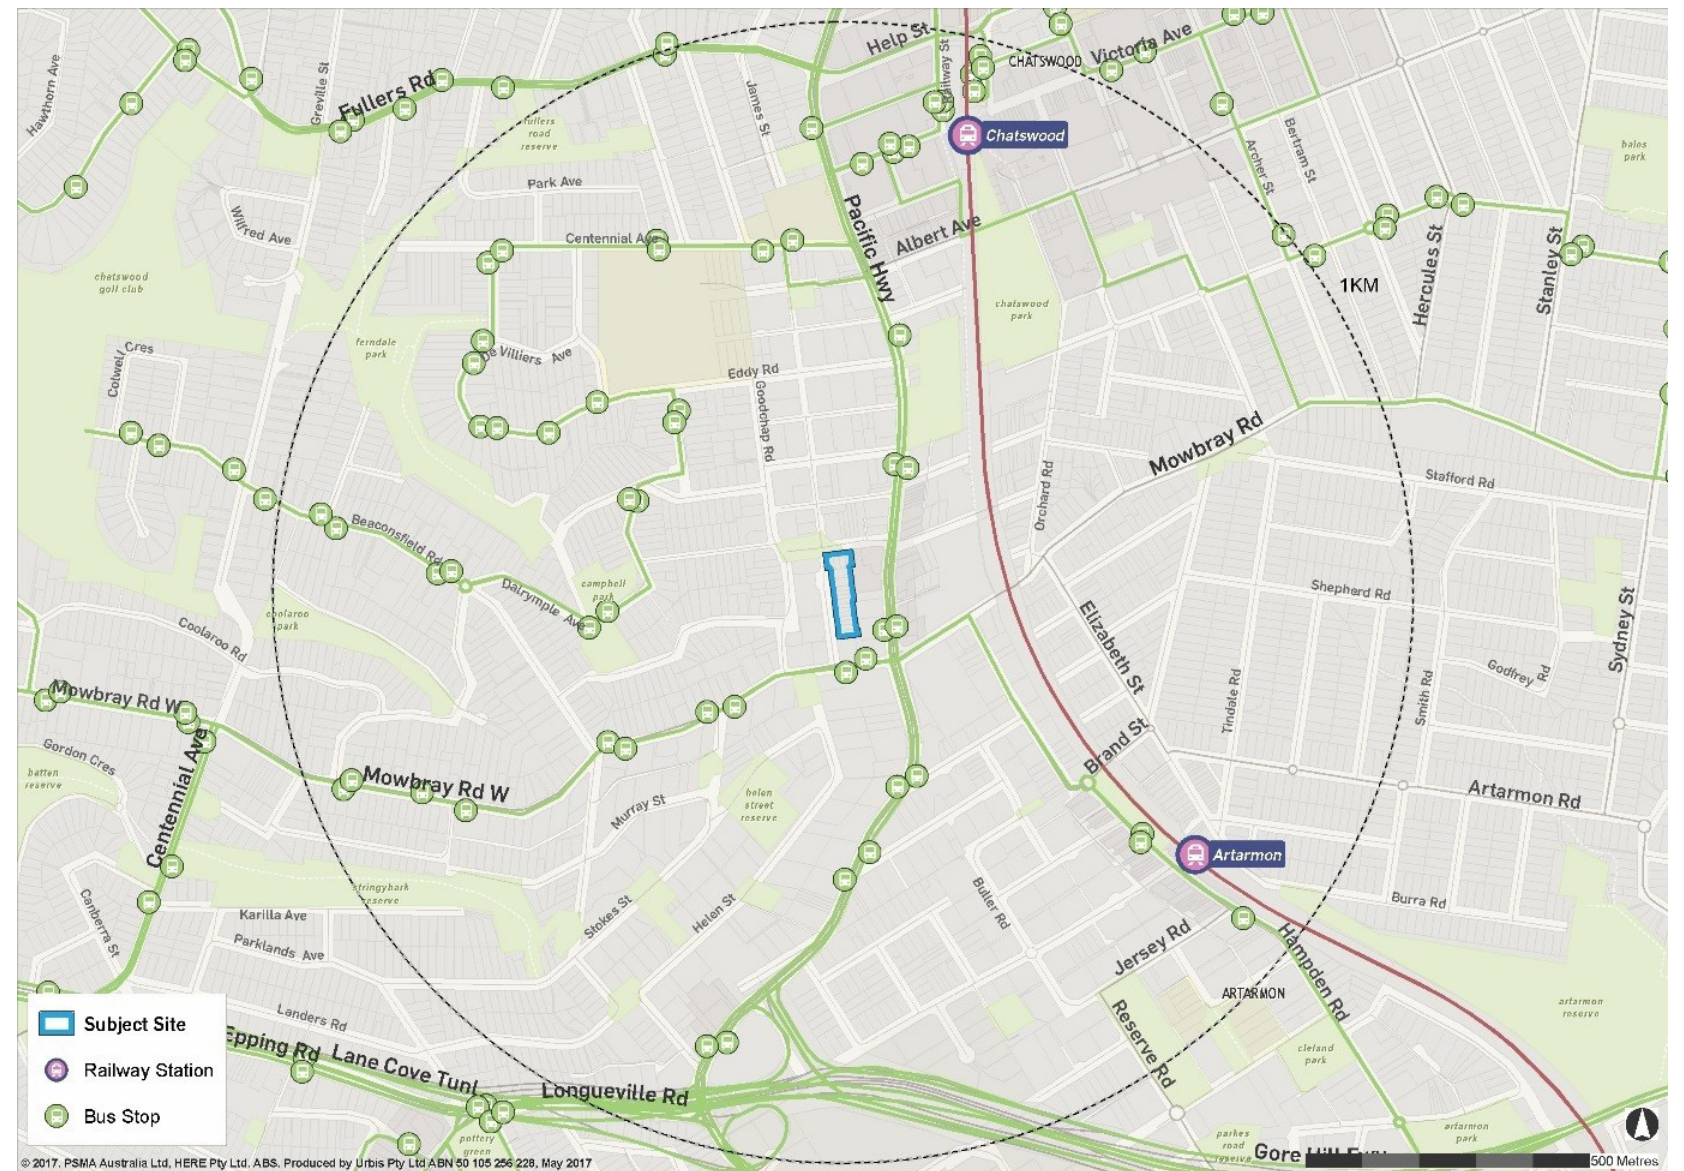 Help St
Railway St
CHATSWOOD
Victoria Ave
Hawthorn Ave
Greville St
Fullers Rd
James St
fullers
road
reserve
Chatswood
Bertram St
Archer St
bales
park
Park Ave
Wilfred Ave
Centennial Ave
Pacific Hwy
Albert Ave
Hercules St
Stanley St
chatswood
golf club
1KM
chatswood
park
ferndale
park
Cotwell Cres
De Villiers Ave
Eddy Rd
Goodchap Rd
Mowbray Rd
Orchard Rd
Stafford Rd
Beaconsfield Rd
Dalrymple Ave
campbell
park
Shepherd Rd
Elizabeth St
Sydney St
coolaroo
park
Coolaroo Rd
Godfrey Rd
Tindale Rd
Smith Rd
Mowbray Rd W
Gordon Cres
Centennial Ave
batten
reserve
Mowbray Rd W
Brand St
Artarmon Rd
Murray St
helen
street
reserve
Artarmon
stringybark
reserve
Canberra St
Karilla Ave
Parklands Ave
Stokes St
Helen St
Buller Rd
Burra Rd
Jersey Rd
Hampden Rd
ARTARMON
artarmon
reserve
Reserve Rd
cleland
park
Landers Rd
Subject Site
Railway Station
Bus Stop
Epping Rd
Lane Cove Tunl
Longueville Rd
pottery
green
parkes
road
reserve
artarmon
park
Gore Hill Fwy
500 Metres
© 2017. PSMA Australia Ltd, HERE Pty Ltd. ABS. Produced by Urbis Pty Ltd ABN 50 105 256 228, May 2017